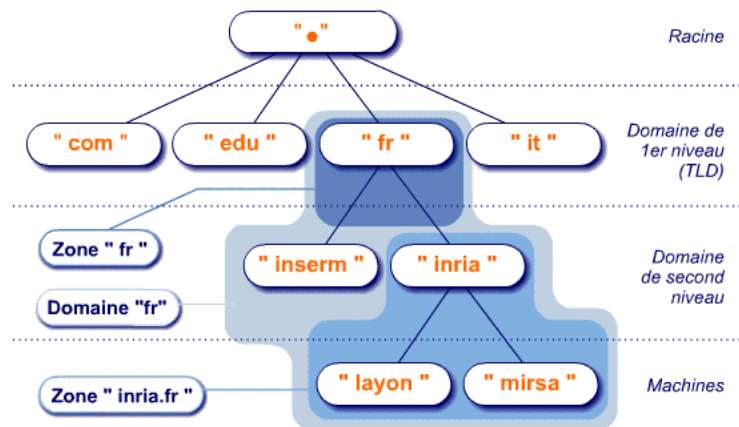 " ● "
Racine
" com "
" edu "
" fr "
" it "
Domaine de
1er niveau
(TLD)
Zone " fr "
" inserm "
" inria "
Domaine
de second
niveau
Domaine "fr"
Zone " inria.fr "
" layon "
" mirsa "
Machines